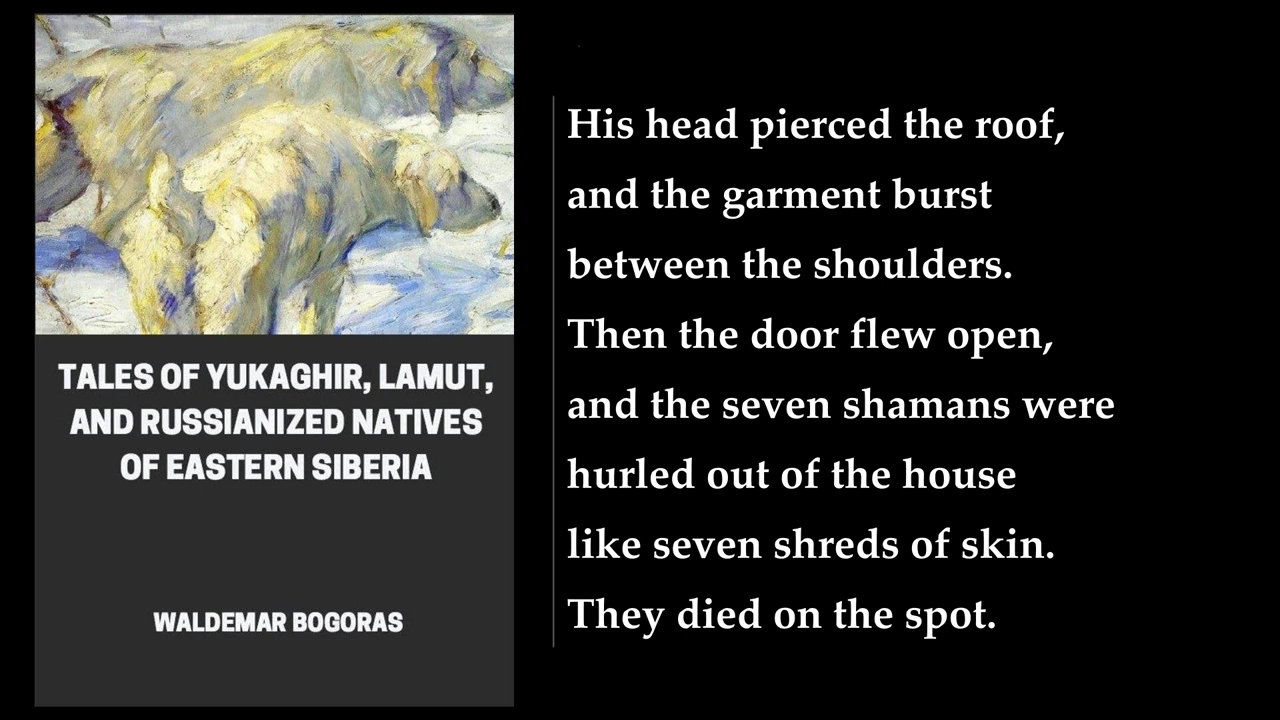 TALES OF YUKAGHIR, LAMUT,
AND RUSSIANIZED NATIVES
OF EASTERN SIBERIA
WALDEMAR BOGORAS
His head pierced the roof,
and the garment burst
between the shoulders.
Then the door flew open,
and the seven shamans were
hurled out of the house
like seven shreds of skin.
They died on the spot.